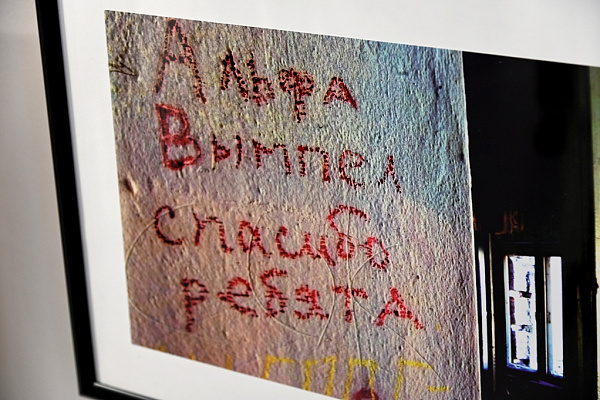 Альфа
Вымпел
спасибо
ребята